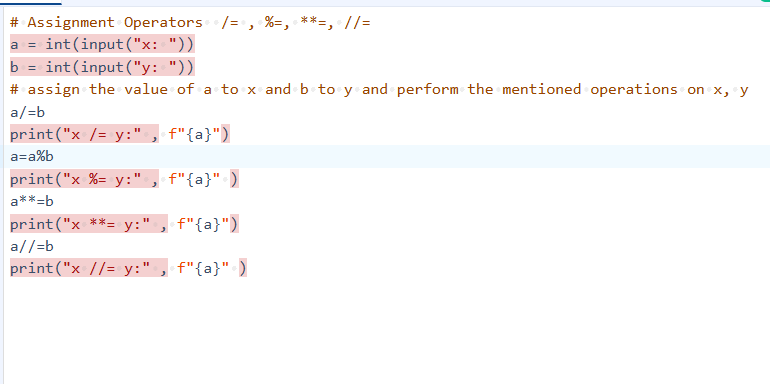 # Assignment Operators  /= , %=, **=, //=
a = int(input("x: "))
b = int(input("y: "))
# assign the value of a to x and b to y and perform the mentioned operations on x, y
a/=b
print("x /= y:" , f"{a}")
a=a%b
print("x %= y:" , f"{a}" )
a**=b
print("x **= y:" , f"{a}")
a//=b
print("x //= y:" , f"{a}" )